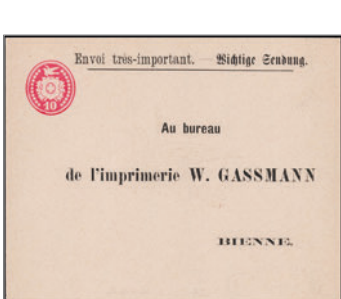 Envoi très-important. — Wichtige Sendung.
10
Au bureau
de l'imprimerie W. GASSMANN
BIENNE.